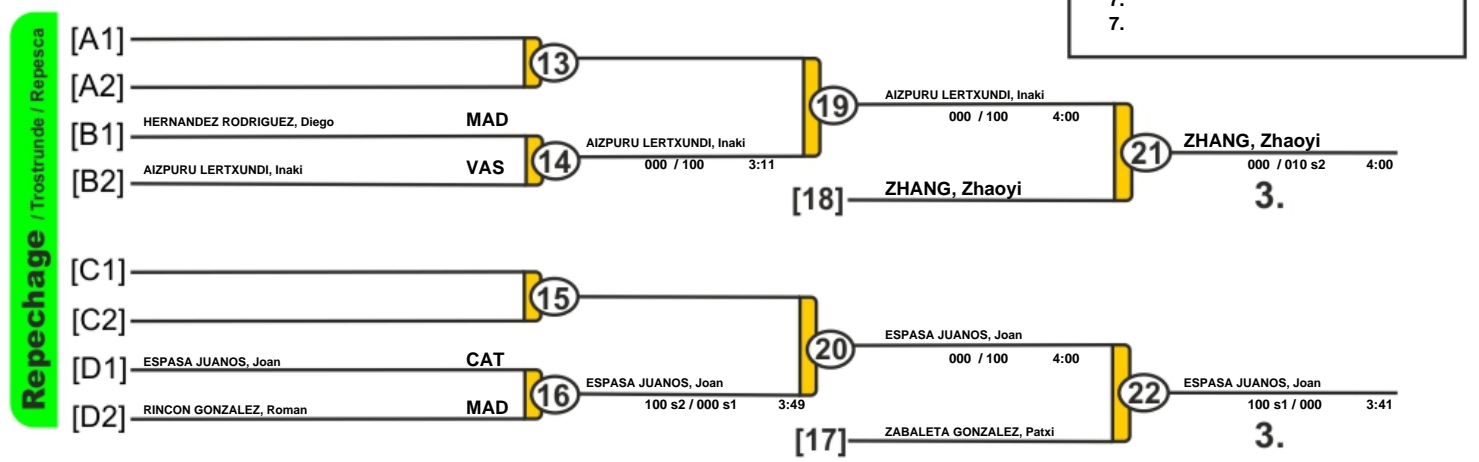 7.
7.
Repechage / Trostrunde / Repesca
[A1]
13
[A2]
19
AIZPURU LERTXUNDI, Inaki
000 / 100 4:00
[B1] HERNANDEZ RODRIGUEZ, Diego MAD
14 AIZPURU LERTXUNDI, Inaki
000 / 100 3:11
[B2] AIZPURU LERTXUNDI, Inaki VAS
21 ZHANG, Zhaoyi
000 / 010 s2 4:00
[18] ZHANG, Zhaoyi
3.
[C1]
15
[C2]
20
ESPASA JUANOS, Joan
000 / 100 4:00
[D1] ESPASA JUANOS, Joan CAT
16 ESPASA JUANOS, Joan
100 s2 / 000 s1 3:49
[D2] RINCON GONZALEZ, Roman MAD
22 ESPASA JUANOS, Joan
100 s1 / 000 3:41
[17] ZABALETA GONZALEZ, Patxi
3.